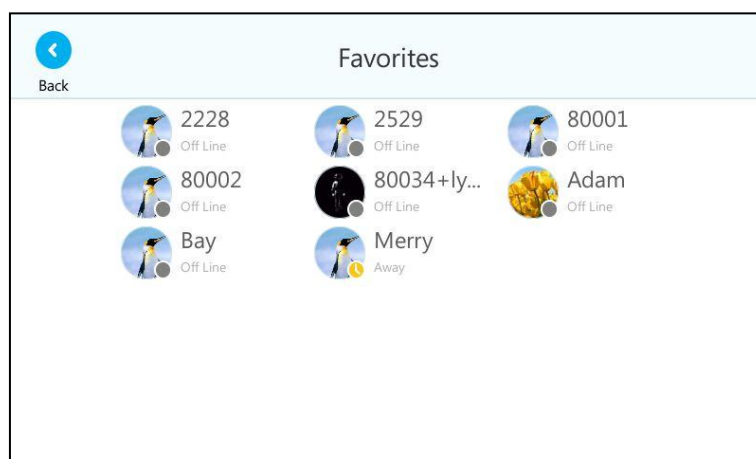 Favorites
Back
2228
Off Line
2529
Off Line
80001
Off Line
80002
Off Line
80034+ly...
Off Line
Adam
Off Line
Bay
Off Line
Merry
Away